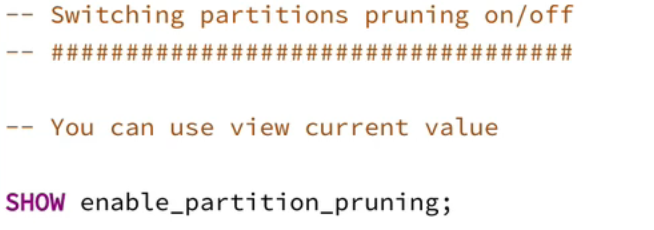 -- Switching partitions pruning on/off
-- ###################################
-- You can use view current value
SHOW enable_partition_pruning;